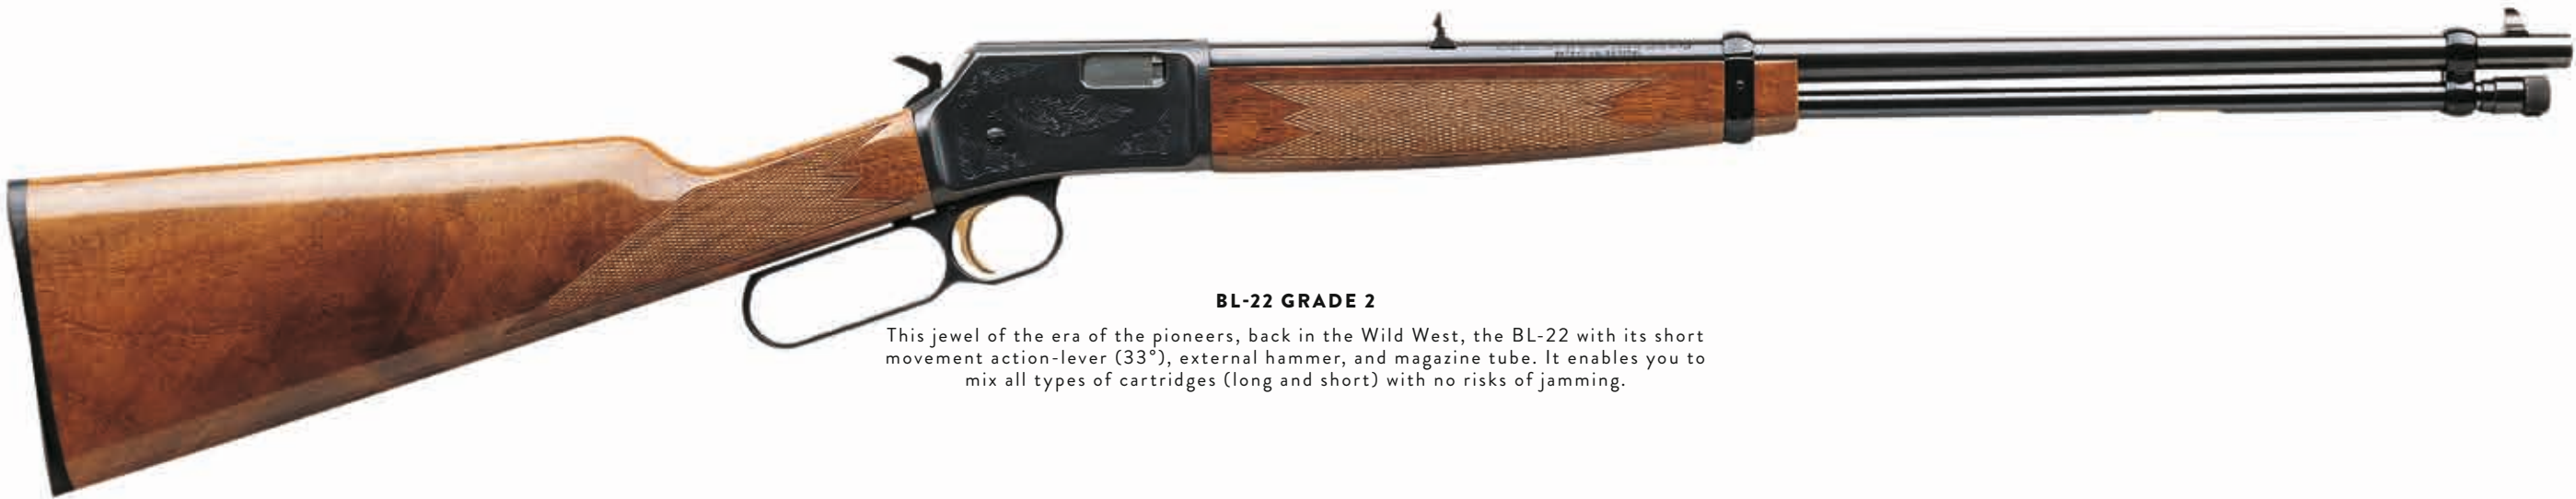 BL-22 GRADE 2
This jewel of the era of the pioneers, back in the Wild West, the BL-22 with its short
movement action-lever (33°), external hammer, and magazine tube. It enables you to
mix all types of cartridges (long and short) with no risks of jamming.